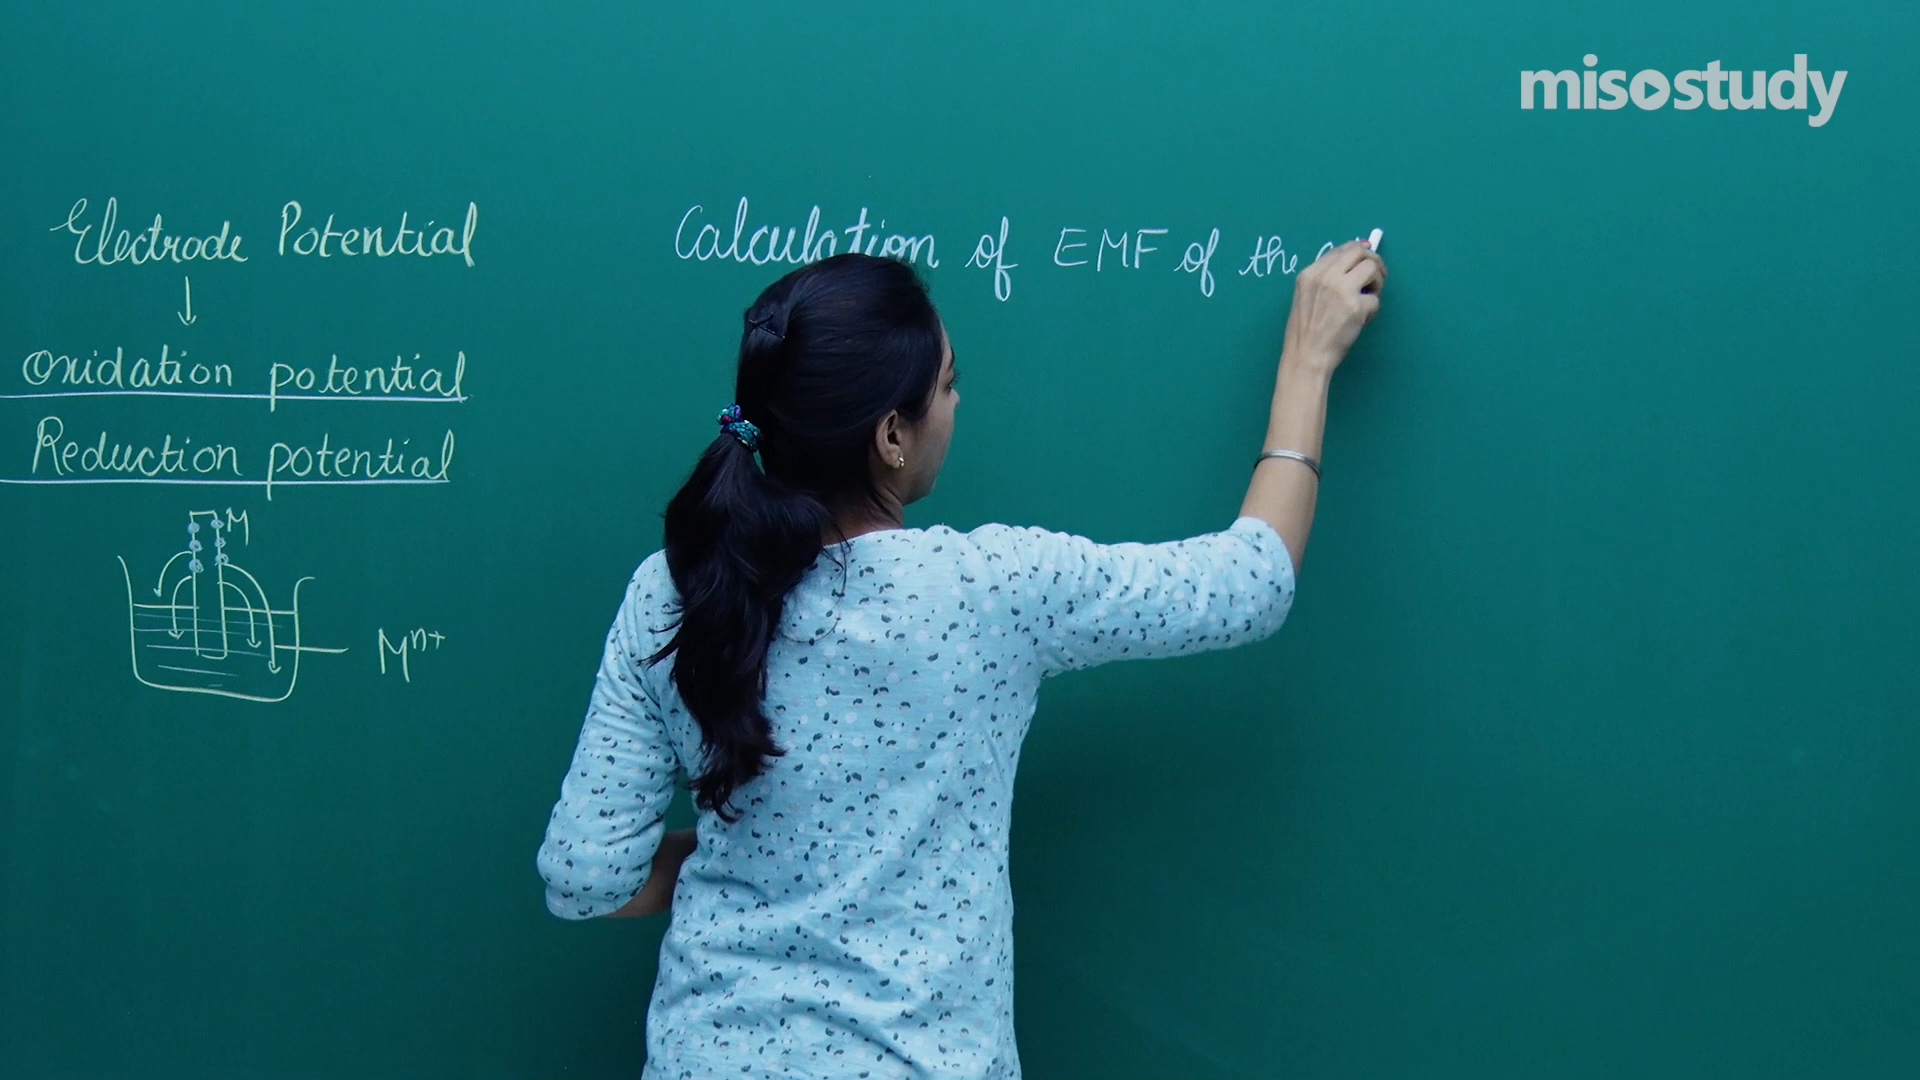 misostudy
Electrode Potential
Oxidation potential
Reduction potential
M
Mⁿ⁺
Calculation of EMF of the